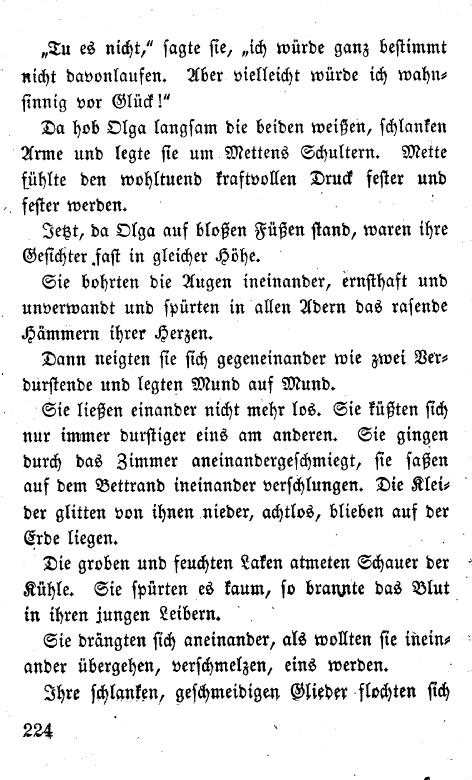 „Tu es nicht,“ sagte sie, „ich würde ganz bestimmt
nicht davonlaufen. Aber vielleicht würde ich wahn-
sinnig vor Glück!“
Da hob Olga langsam die beiden weißen, schlanken
Arme und legte sie um Mettens Schultern. Mette
fühlte den wohltuend kraftvollen Druck fester und
fester werden.
Jetzt, da Olga auf bloßen Füßen stand, waren ihre
Gesichter fast in gleicher Höhe.
Sie bohrten die Augen ineinander, ernsthaft und
unverwandt und spürten in allen Adern das rasende
Hämmern ihrer Herzen.
Dann neigten sie sich gegeneinander wie zwei Ver-
durstende und legten Mund auf Mund.
Sie ließen einander nicht mehr los. Sie küßten sich
nur immer durstiger eins am anderen. Sie gingen
durch das Zimmer aneinandergeschmiegt, sie saßen
auf dem Bettrand ineinander verschlungen. Die Klei-
der glitten von ihnen nieder, achtlos, blieben auf der
Erde liegen.
Die groben und feuchten Laken atmeten Schauer der
Kühle. Sie spürten es kaum, so brannte das Blut
in ihren jungen Leibern.
Sie drängten sich aneinander, als wollten sie inein-
ander übergehen, verschmelzen, eins werden.
Ihre schlanken, geschmeidigen Glieder flochten sich
224